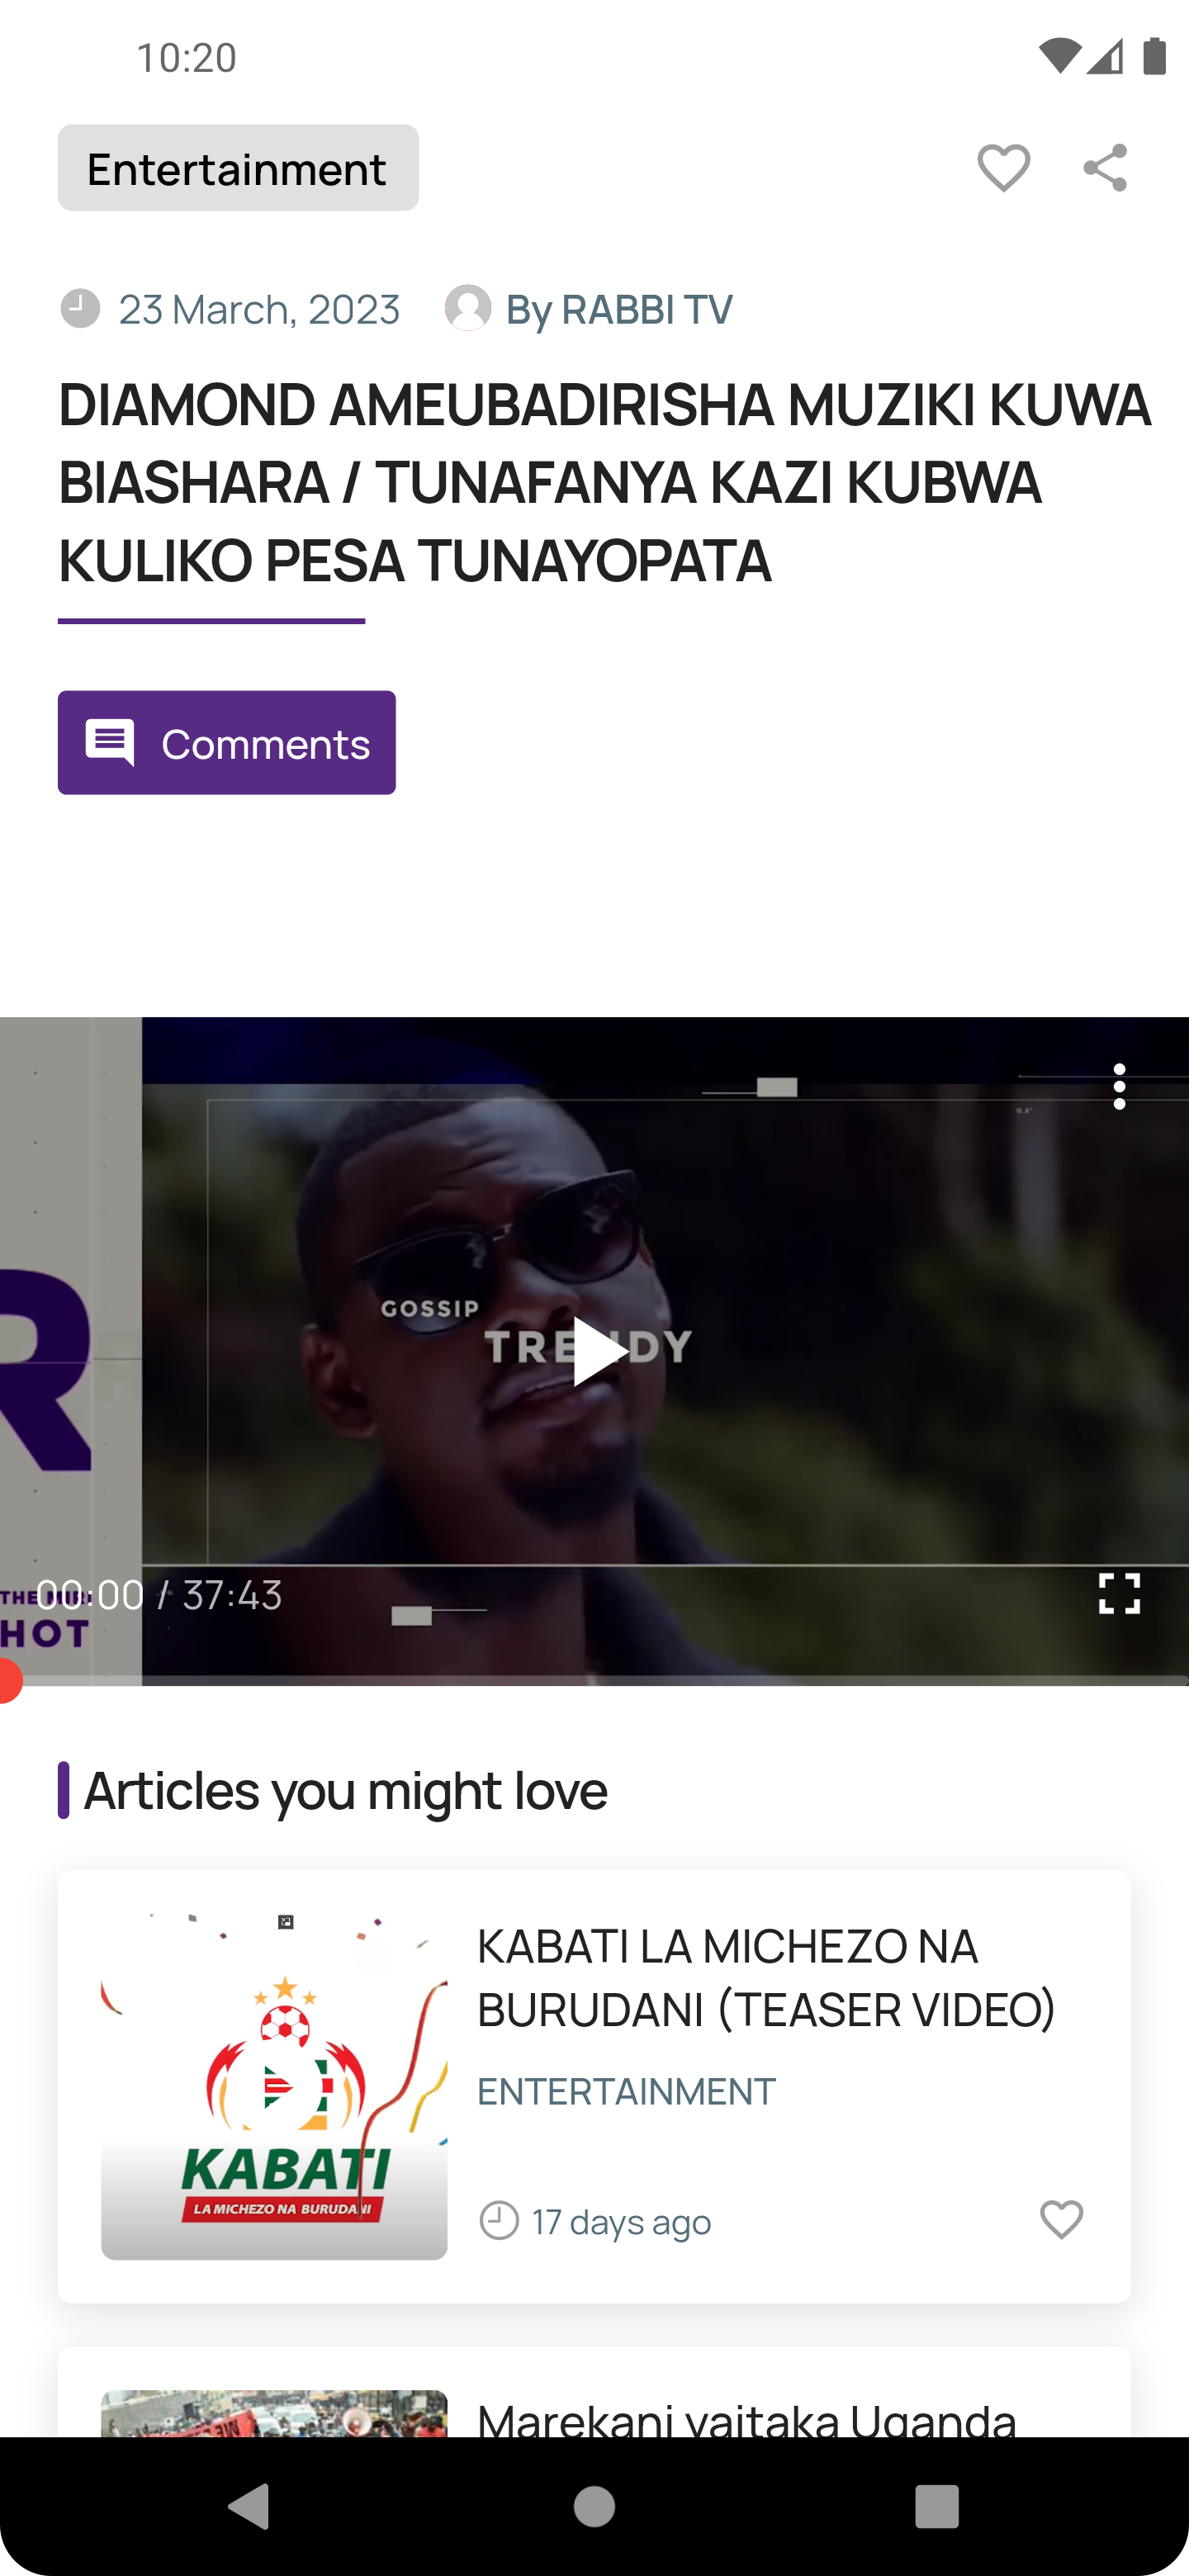 10:20
Entertainment
23 March, 2023 By RABBI TV
DIAMOND AMEUBADIRISHA MUZIKI KUWA
BIASHARA / TUNAFANYA KAZI KUBWA
KULIKO PESA TUNAYOPATA
Comments
GOSSIP
TRENDY
R
THE MIRI
HOT
00:00 / 37:43
Articles you might love
KABATI
LA MICHEZO NA BURUDANI
KABATI LA MICHEZO NA
BURUDANI (TEASER VIDEO)
ENTERTAINMENT
17 days ago
Marekani yaitaka Uganda